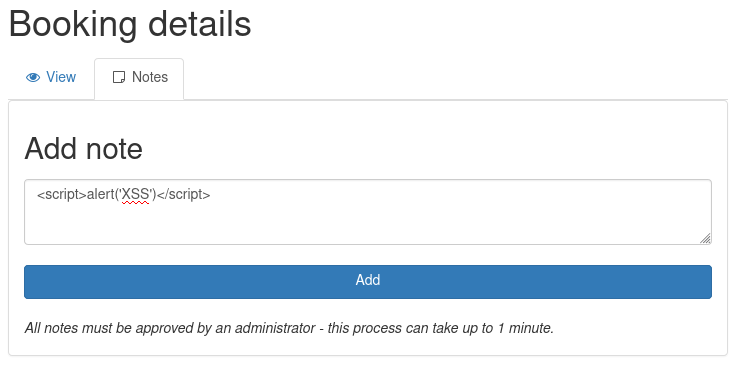 Booking details
View Notes
Add note
<script>alert('XSS')</script>
Add
All notes must be approved by an administrator - this process can take up to 1 minute.